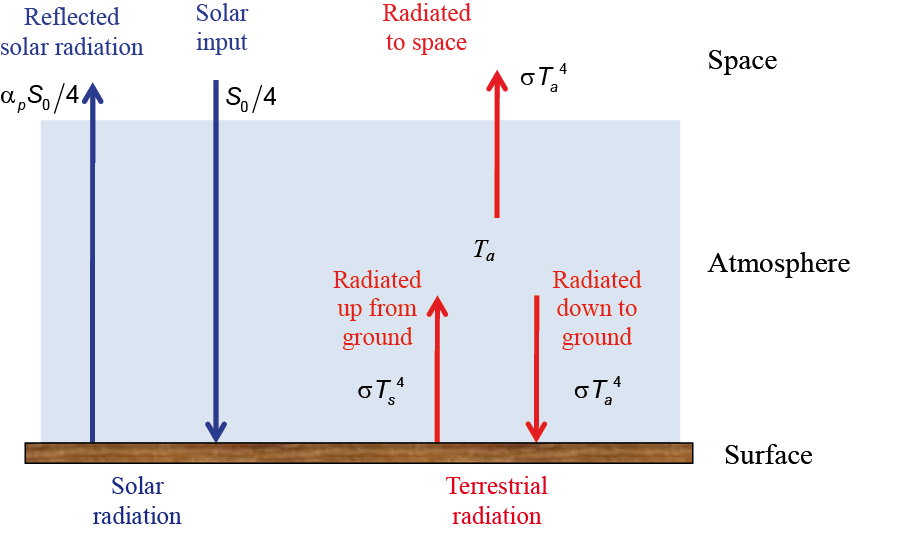 Reflected
solar radiation
αₚS₀/4
Solar
input
S₀/4
Radiated
to space
σTₐ⁴
Space
Tₐ
Atmosphere
Radiated
up from
ground
σTₛ⁴
Radiated
down to
ground
σTₐ⁴
Surface
Solar
radiation
Terrestrial
radiation